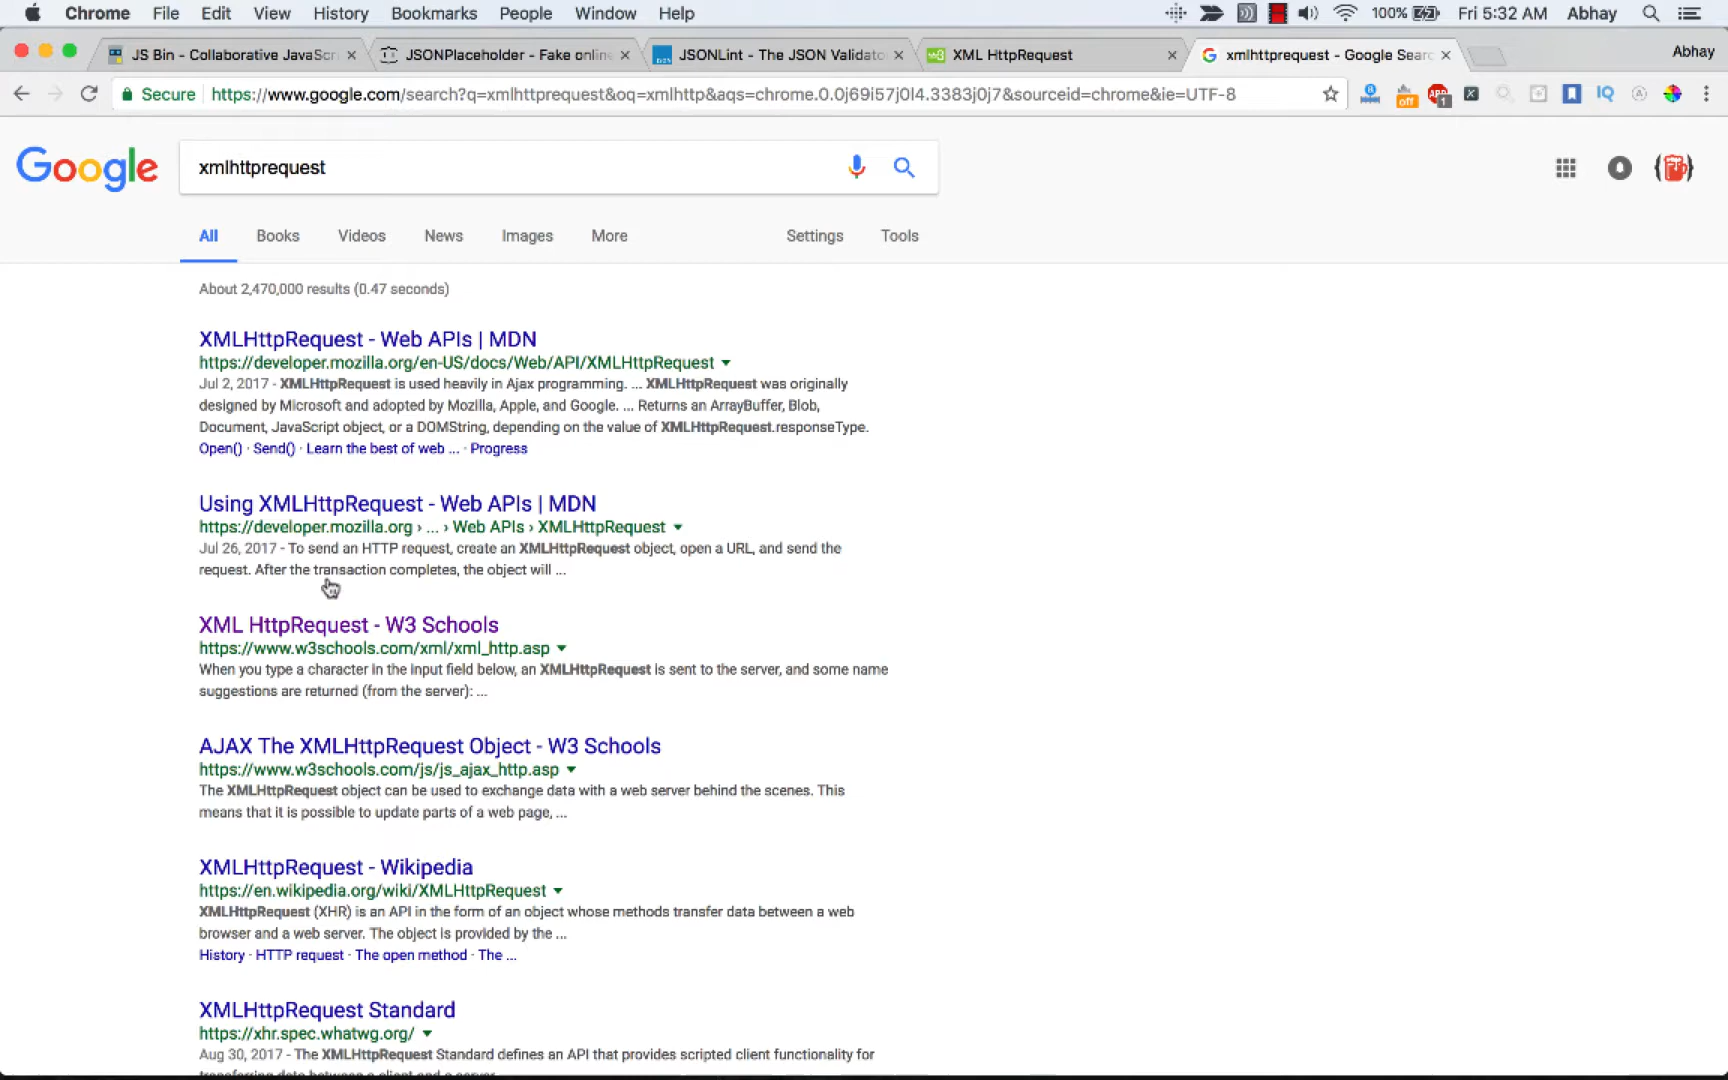 Chrome File Edit View History Bookmarks People Window Help 100% Fri 5:32 AM Abhay
JS Bin - Collaborative JavaScri JSONPlaceholder - Fake online JSONLint - The JSON Validato XML HttpRequest xmlhttprequest - Google Searc Abhay
Secure https://www.google.com/search?q=xmlhttprequest&oq=xmlhttp&aqs=chrome.0.0j69i57j0l4.3383j0j7&sourceid=chrome&ie=UTF-8 off ABP 1 IQ
Google xmlhttprequest
All Books Videos News Images More Settings Tools
About 2,470,000 results (0.47 seconds)
XMLHttpRequest - Web APIs | MDN
https://developer.mozilla.org/en-US/docs/Web/API/XMLHttpRequest
Jul 2, 2017 - XMLHttpRequest is used heavily in Ajax programming. ... XMLHttpRequest was originally
designed by Microsoft and adopted by Mozilla, Apple, and Google. ... Returns an ArrayBuffer, Blob,
Document, JavaScript object, or a DOMString, depending on the value of XMLHttpRequest.responseType.
Open() · Send() · Learn the best of web ... · Progress
Using XMLHttpRequest - Web APIs | MDN
https://developer.mozilla.org › ... › Web APIs › XMLHttpRequest
Jul 26, 2017 - To send an HTTP request, create an XMLHttpRequest object, open a URL, and send the
request. After the transaction completes, the object will ...
XML HttpRequest - W3 Schools
https://www.w3schools.com/xml/xml_http.asp
When you type a character in the input field below, an XMLHttpRequest is sent to the server, and some name
suggestions are returned (from the server): ...
AJAX The XMLHttpRequest Object - W3 Schools
https://www.w3schools.com/js/js_ajax_http.asp
The XMLHttpRequest object can be used to exchange data with a web server behind the scenes. This
means that it is possible to update parts of a web page, ...
XMLHttpRequest - Wikipedia
https://en.wikipedia.org/wiki/XMLHttpRequest
XMLHttpRequest (XHR) is an API in the form of an object whose methods transfer data between a web
browser and a web server. The object is provided by the ...
History · HTTP request · The open method · The ...
XMLHttpRequest Standard
https://xhr.spec.whatwg.org/
Aug 30, 2017 - The XMLHttpRequest Standard defines an API that provides scripted client functionality for
transferring data between a client and a server.